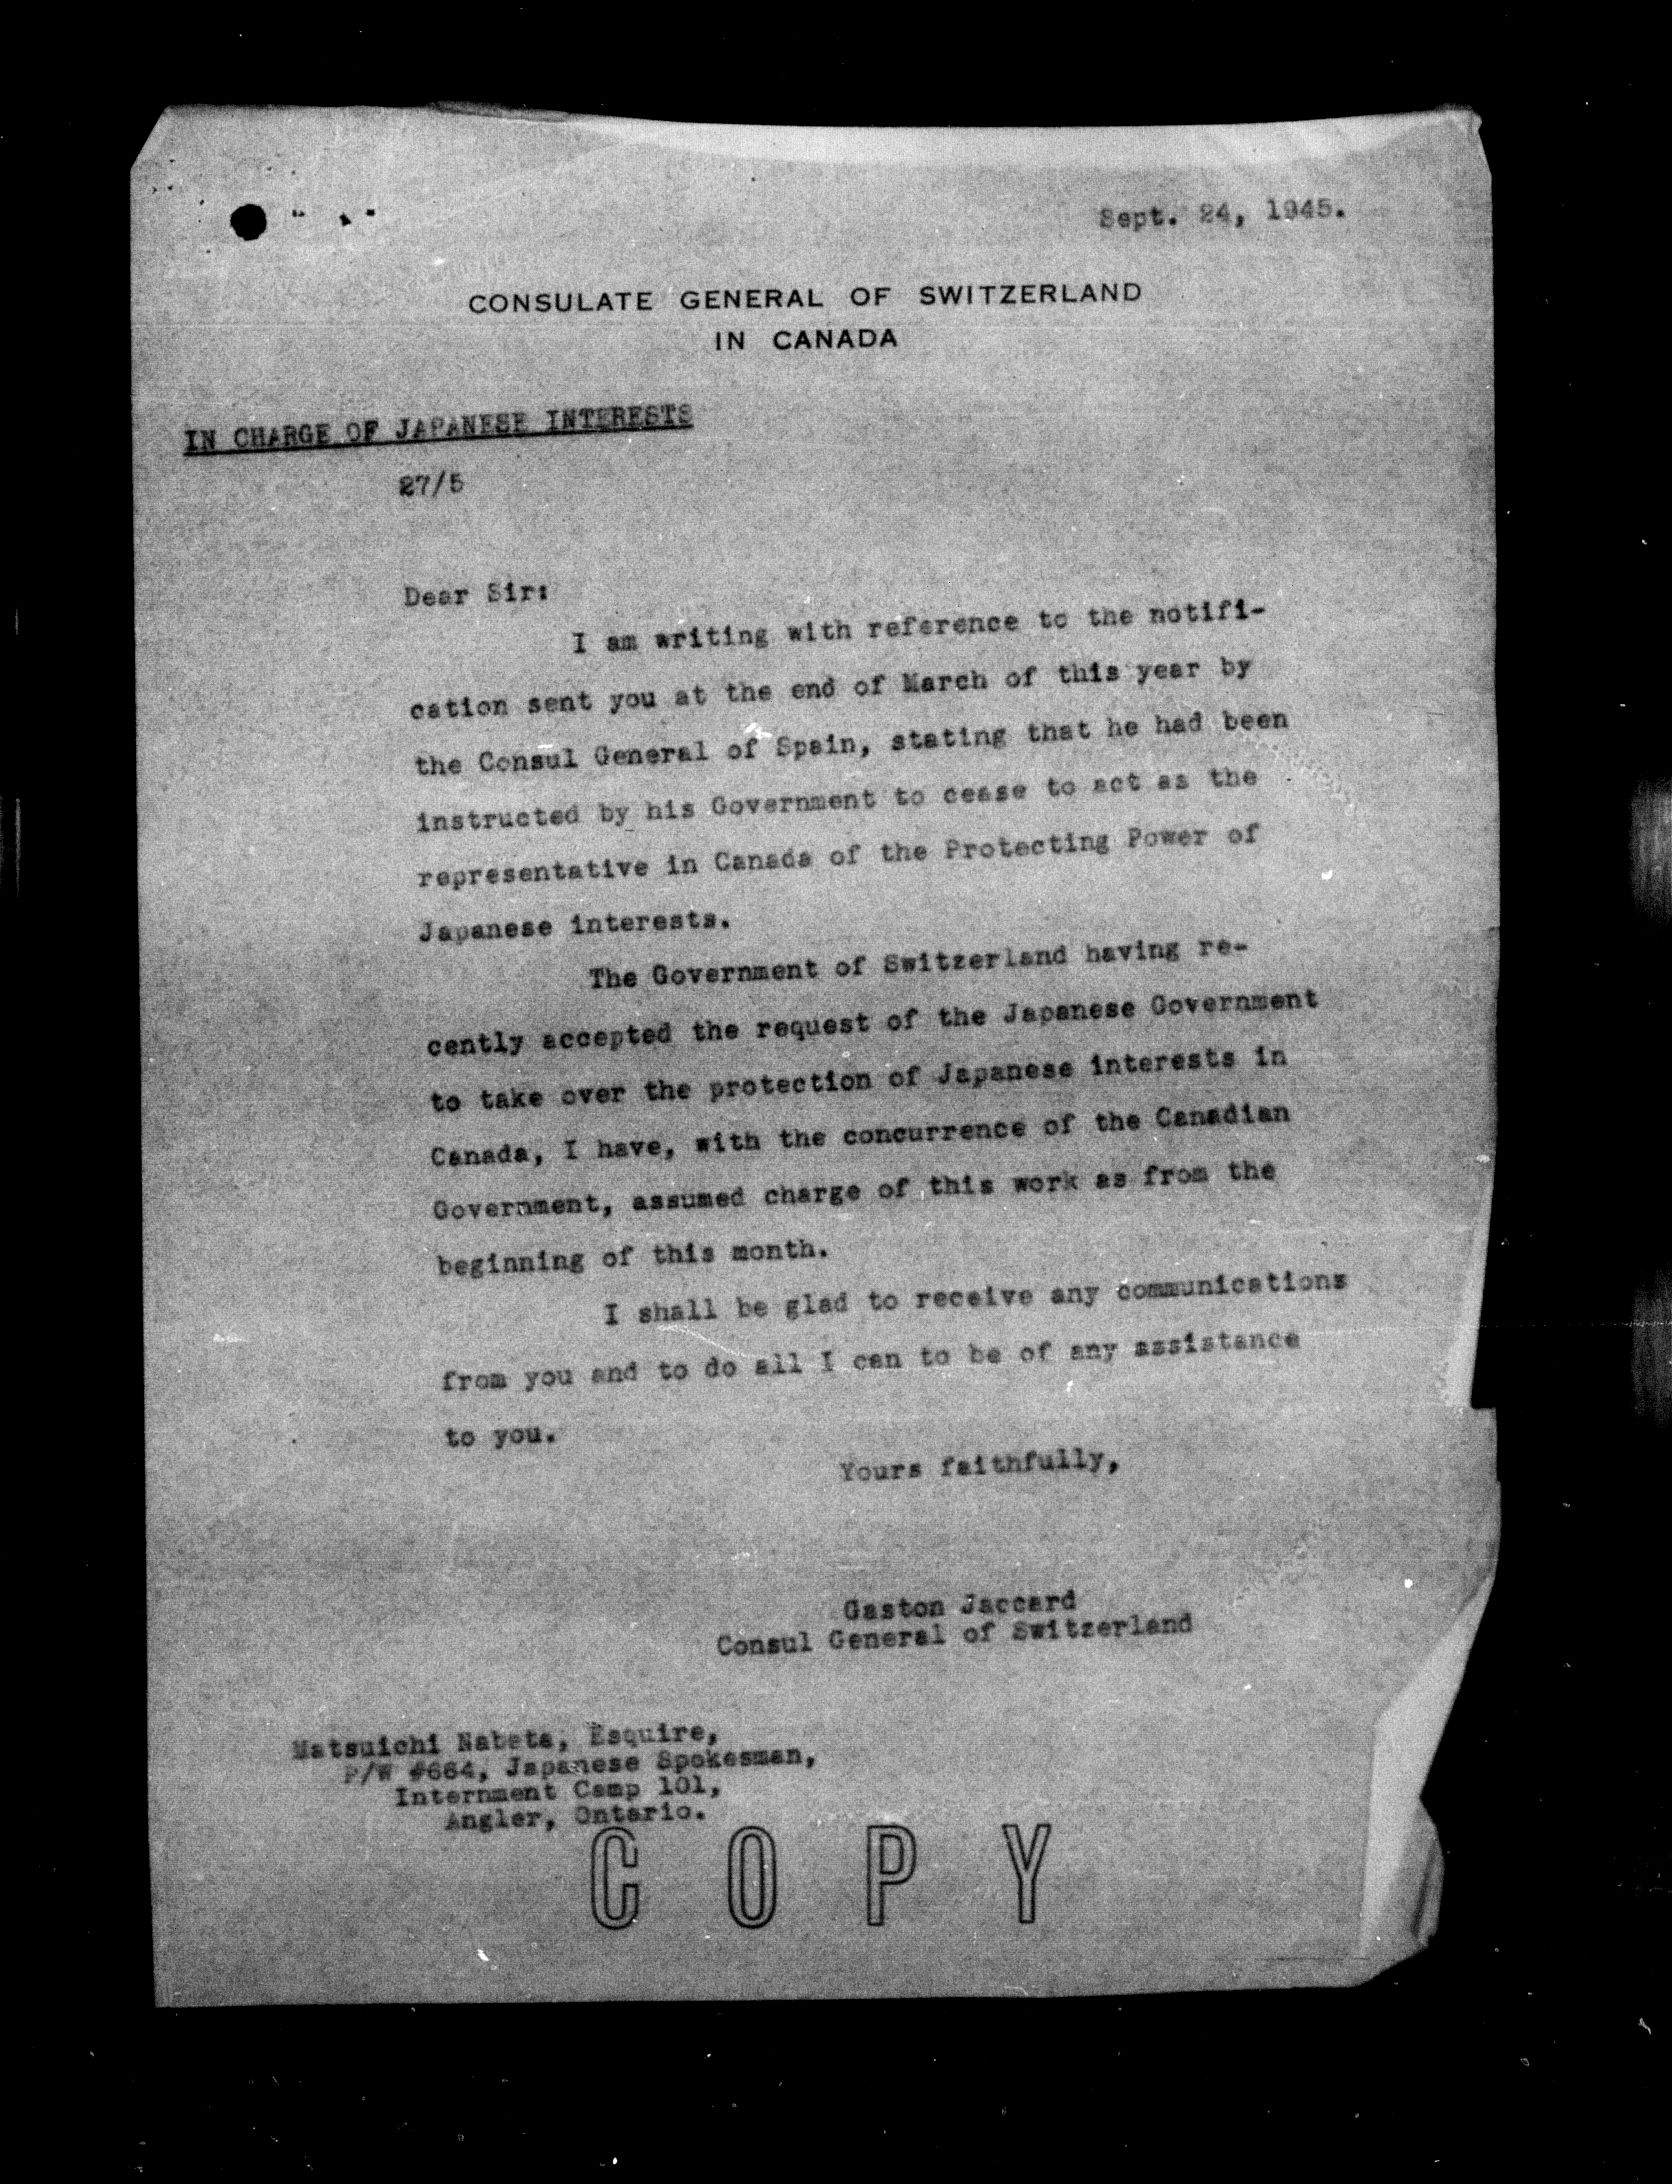 Sept. 24, 1945.
CONSULATE GENERAL OF SWITZERLAND
IN CANADA
IN CHARGE OF JAPANESE INTERESTS
27/5
Dear Sir:
I am writing with reference to the notifi-
cation sent you at the end of March of this year by
the Consul General of Spain, stating that he had been
instructed by his Government to cease to act as the
representative in Canada of the Protecting Power of
Japanese interests.
The Government of Switzerland having re-
cently accepted the request of the Japanese Government
to take over the protection of Japanese interests in
Canada, I have, with the concurrence of the Canadian
Government, assumed charge of this work as from the
beginning of this month.
I shall be glad to receive any communications
from you and to do all I can to be of any assistance
to you.
Yours faithfully,
Gaston Jaccard
Consul General of Switzerland
Matsuichi Nabeta, Esquire,
P/W #664, Japanese Spokesman,
Internment Camp 101,
Angler, Ontario.
COPY